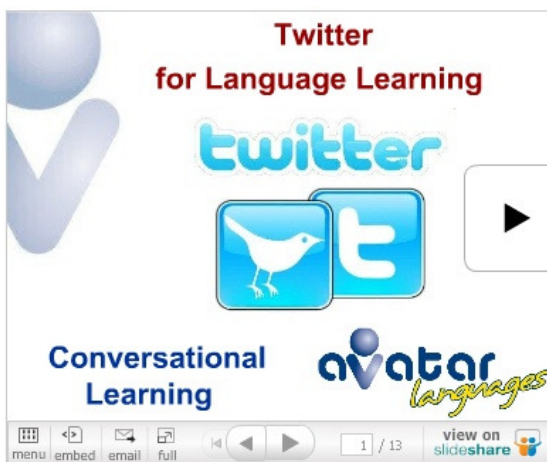 Twitter
for Language Learning
twitter
t
Conversational
Learning
avatar
languages
menu embed email full
1 / 13
view on
slideshare